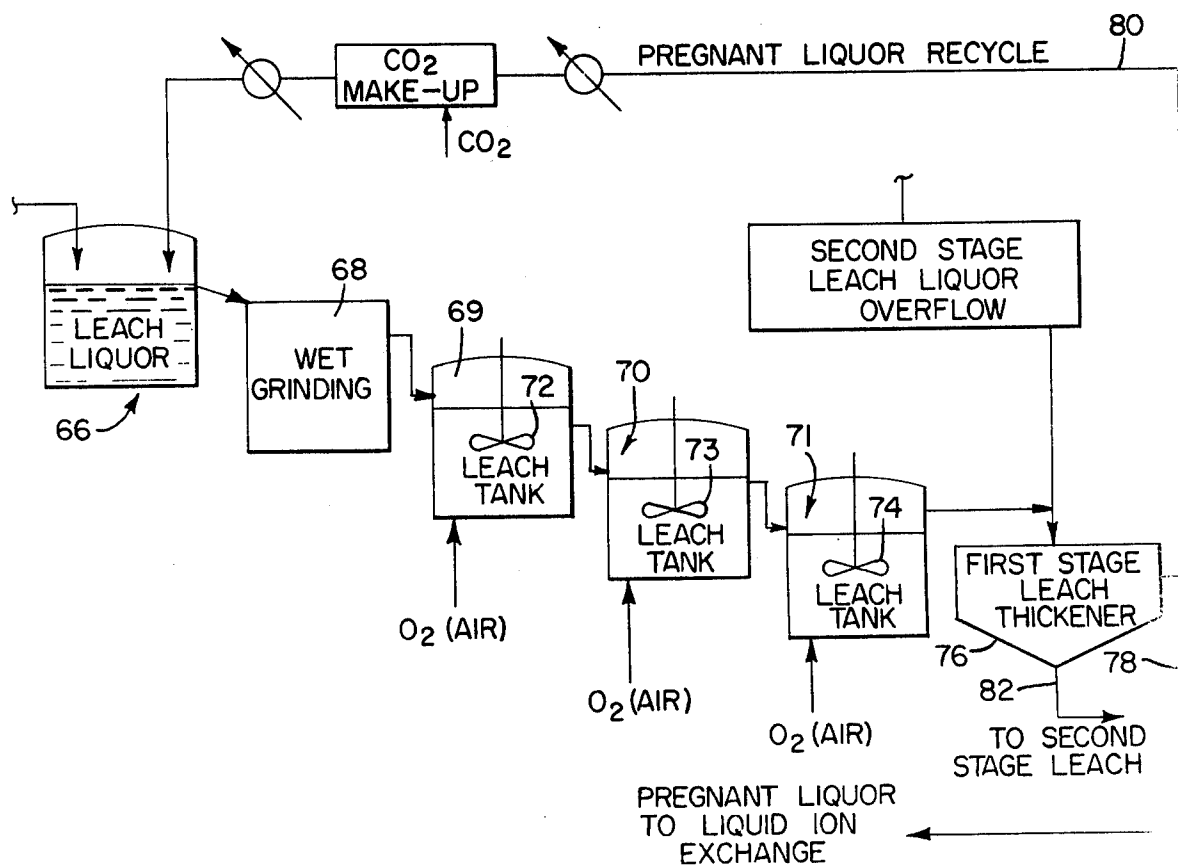 80
PREGNANT LIQUOR RECYCLE
CO2
MAKE-UP
CO2
SECOND STAGE
LEACH LIQUOR
OVERFLOW
68
LEACH
LIQUOR
66
WET
GRINDING
69
72
LEACH
TANK
70
73
LEACH
TANK
71
74
LEACH
TANK
FIRST STAGE
LEACH
THICKENER
76
78
82
O2 (AIR)
O2 (AIR)
O2 (AIR)
TO SECOND
STAGE LEACH
PREGNANT LIQUOR
TO LIQUID ION
EXCHANGE